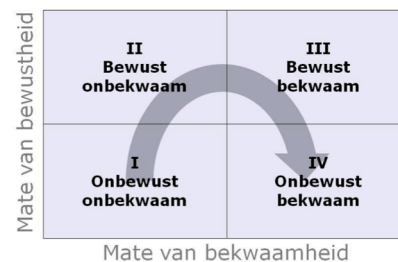 Mate van bewustheid
II
Bewust
onbekwaam
III
Bewust
bekwaam
I
Onbewust
onbekwaam
IV
Onbewust
bekwaam
Mate van bekwaamheid